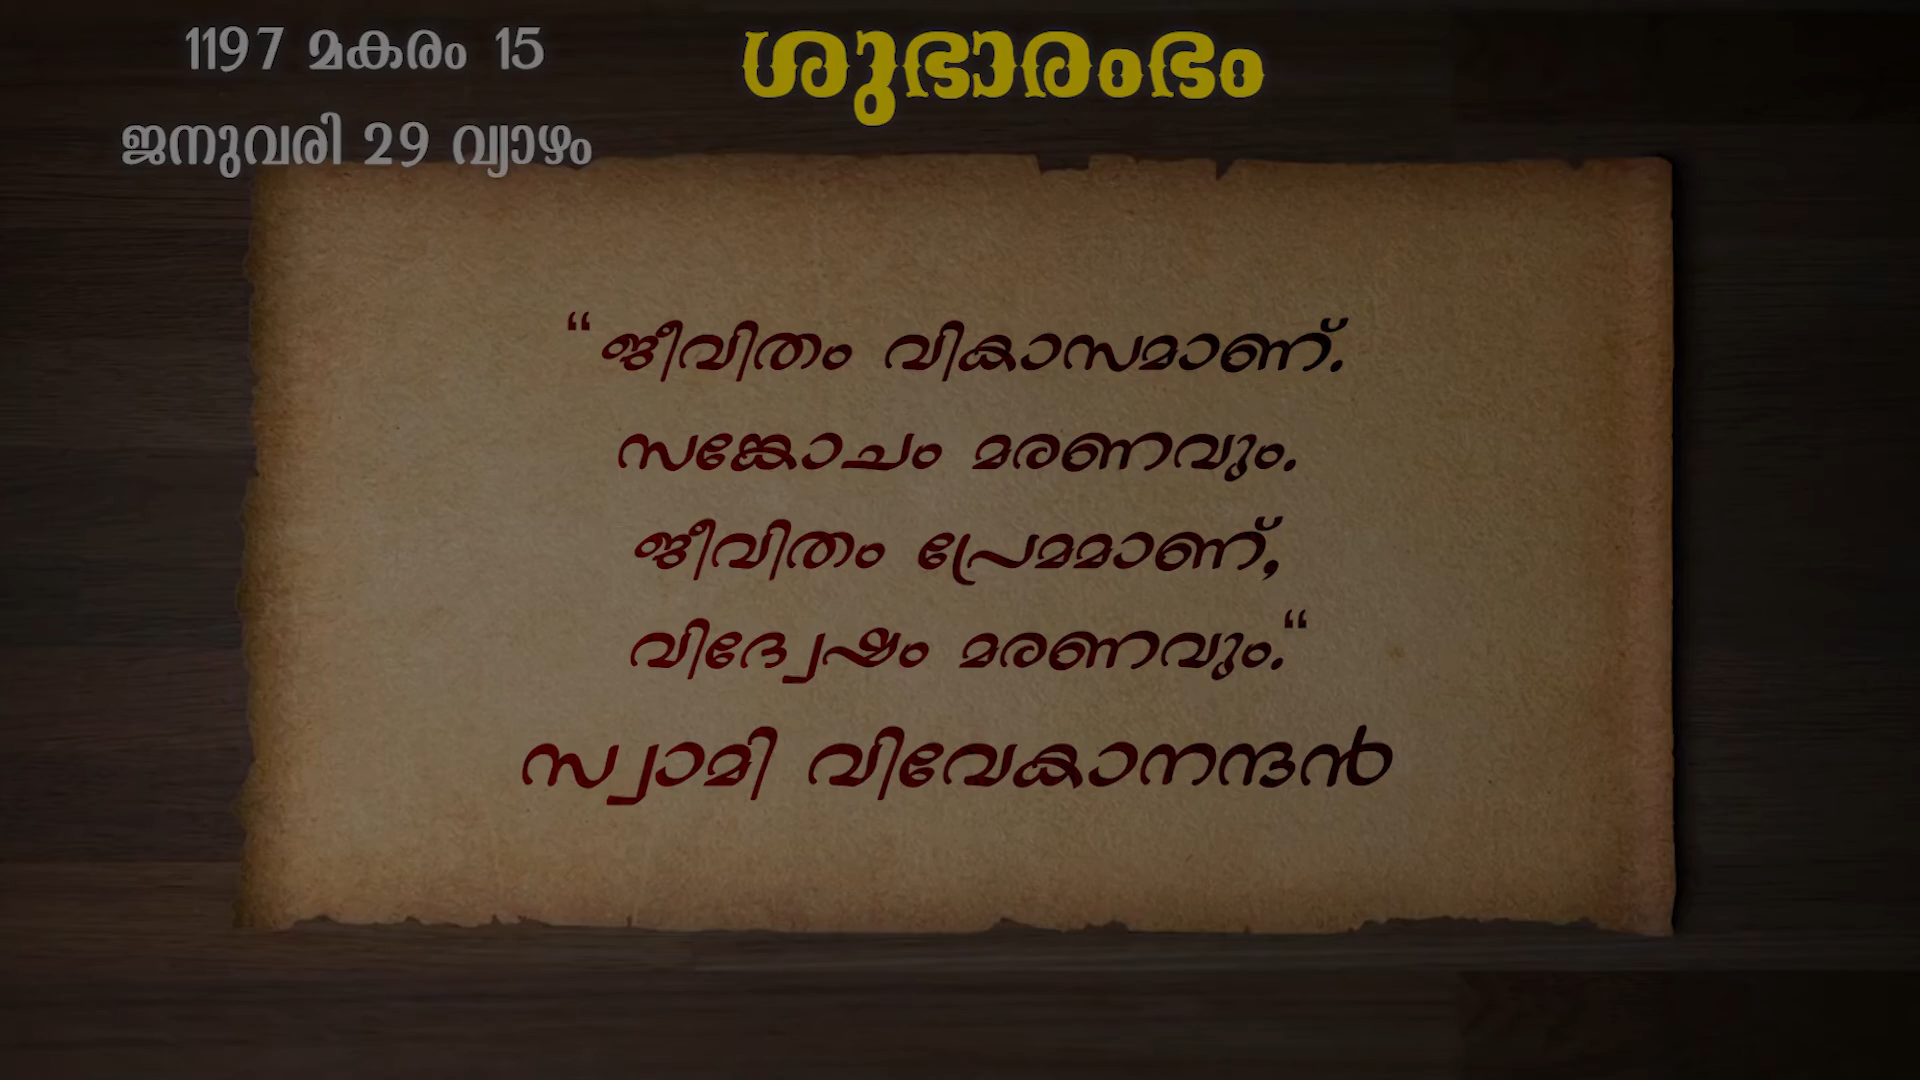 1197 മകരം 15
ജനുവരി 29 വ്യാഴം
ശുഭാരംഭം
“ജീവിതം വികാസമാണ്.
സങ്കോചം മരണവും.
ജീവിതം പ്രേമമാണ്,
വിദ്വേഷം മരണവും.“
സ്വാമി വിവേകാനന്ദൻ